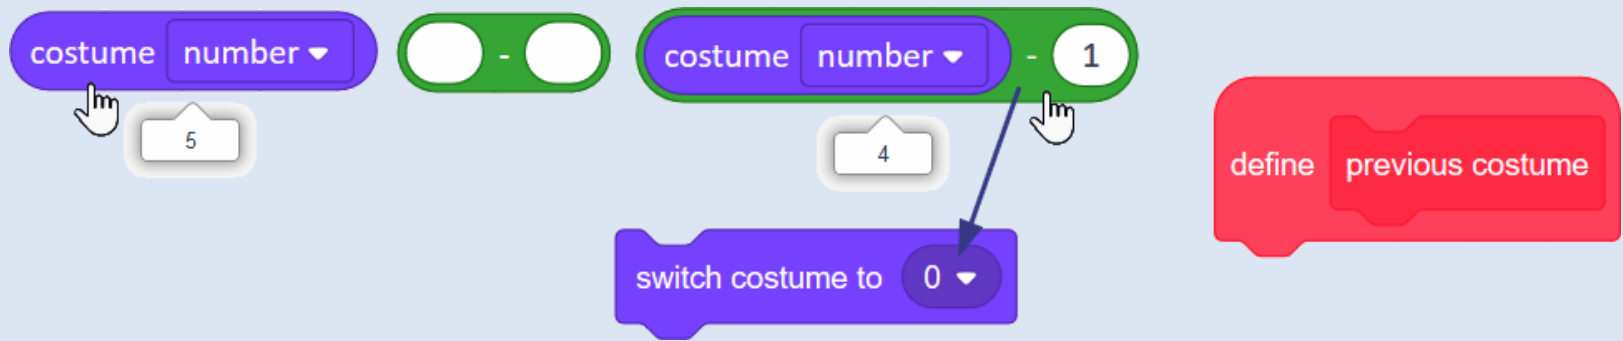 costume number
5
-
costume number - 1
4
define previous costume
switch costume to 0